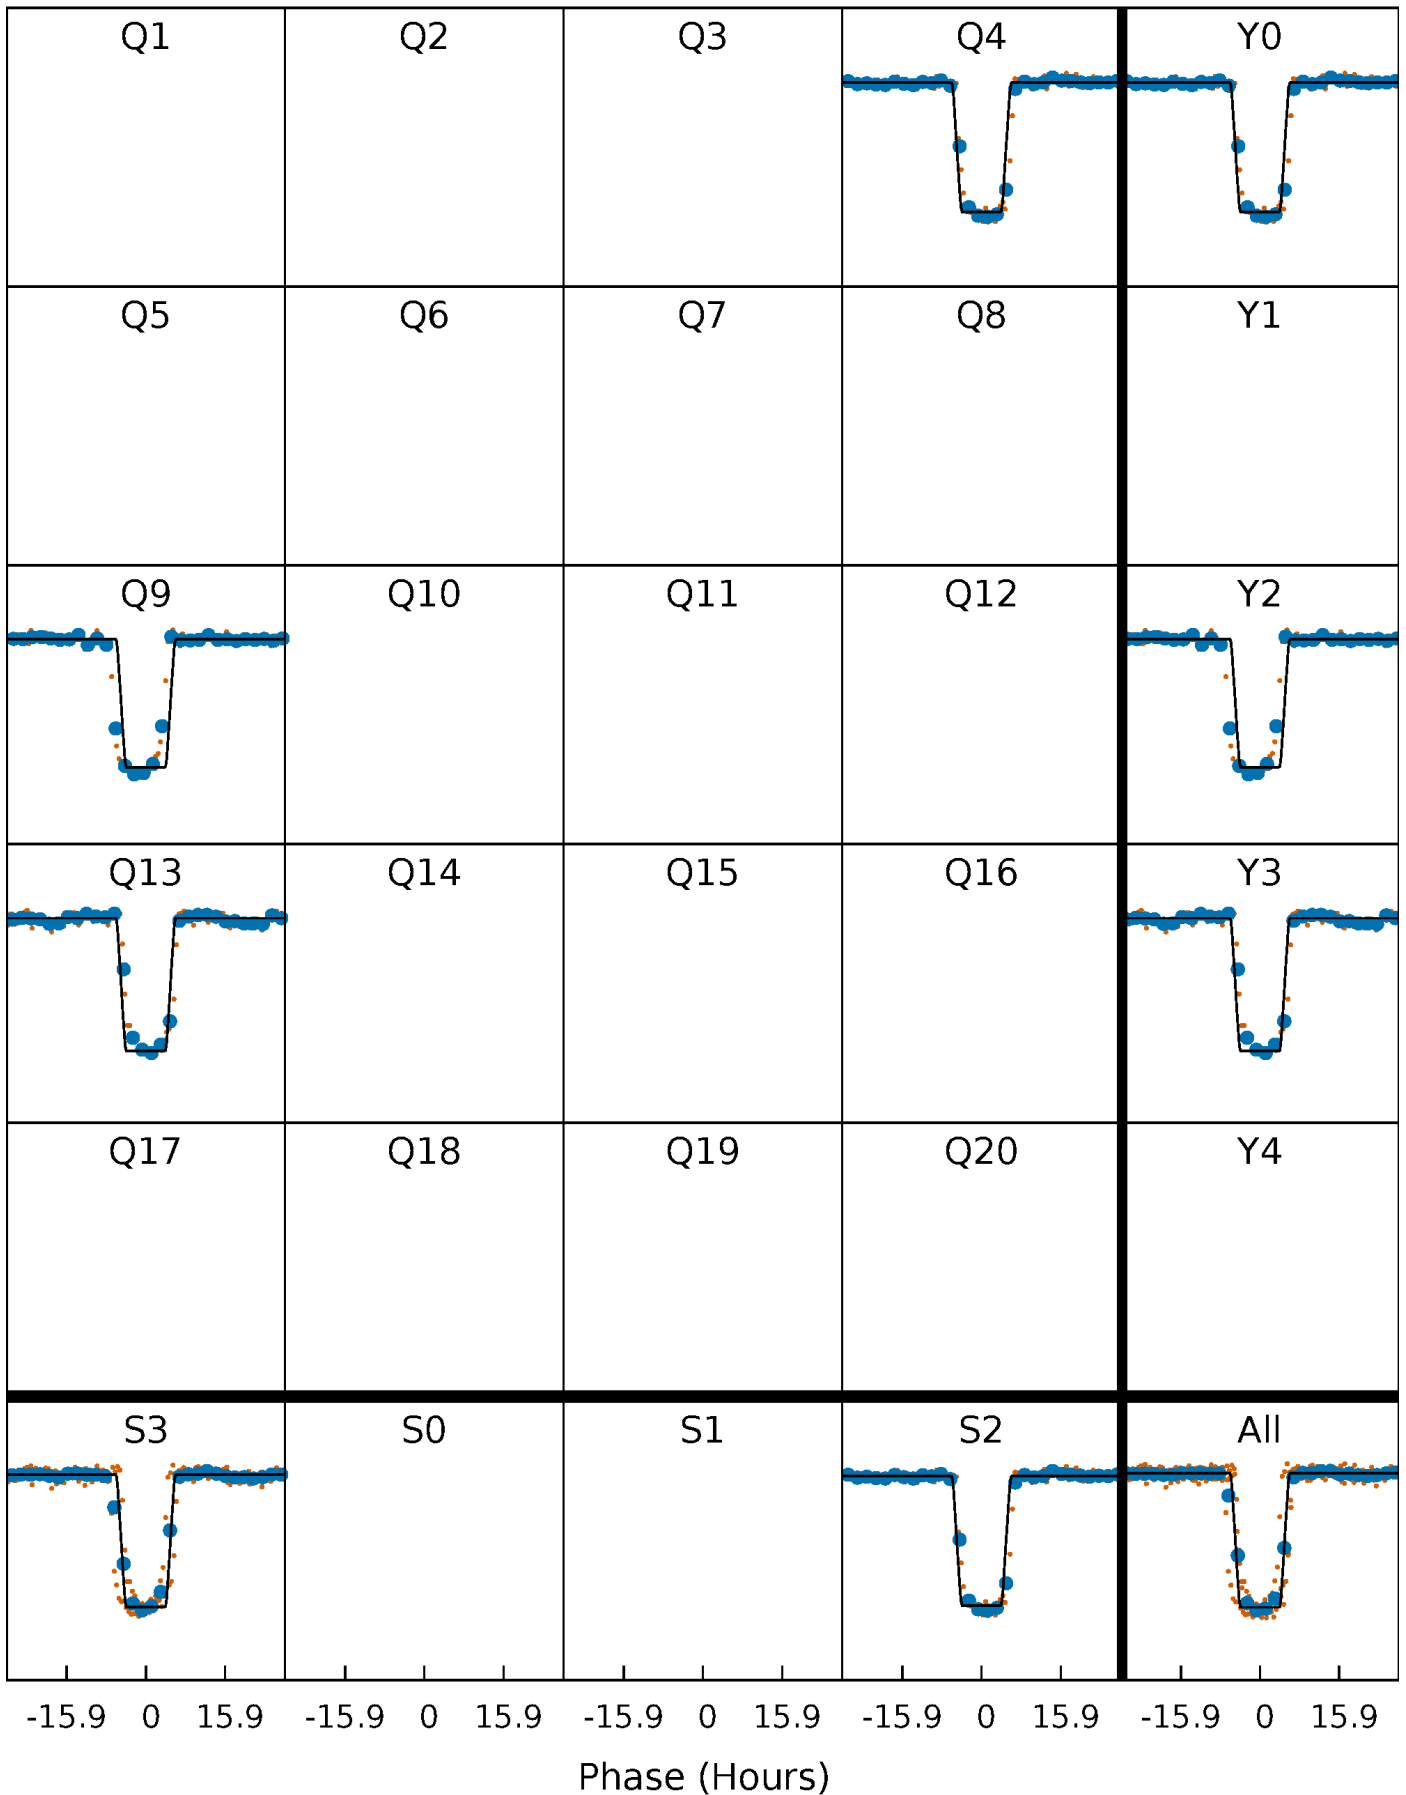 Q1 Q2 Q3 Q4 Y0
Q5 Q6 Q7 Q8 Y1
Q9 Q10 Q11 Q12 Y2
Q13 Q14 Q15 Q16 Y3
Q17 Q18 Q19 Q20 Y4
S3 S0 S1 S2 All
-15.9 0 15.9 -15.9 0 15.9 -15.9 0 15.9 -15.9 0 15.9 -15.9 0 15.9
Phase (Hours)